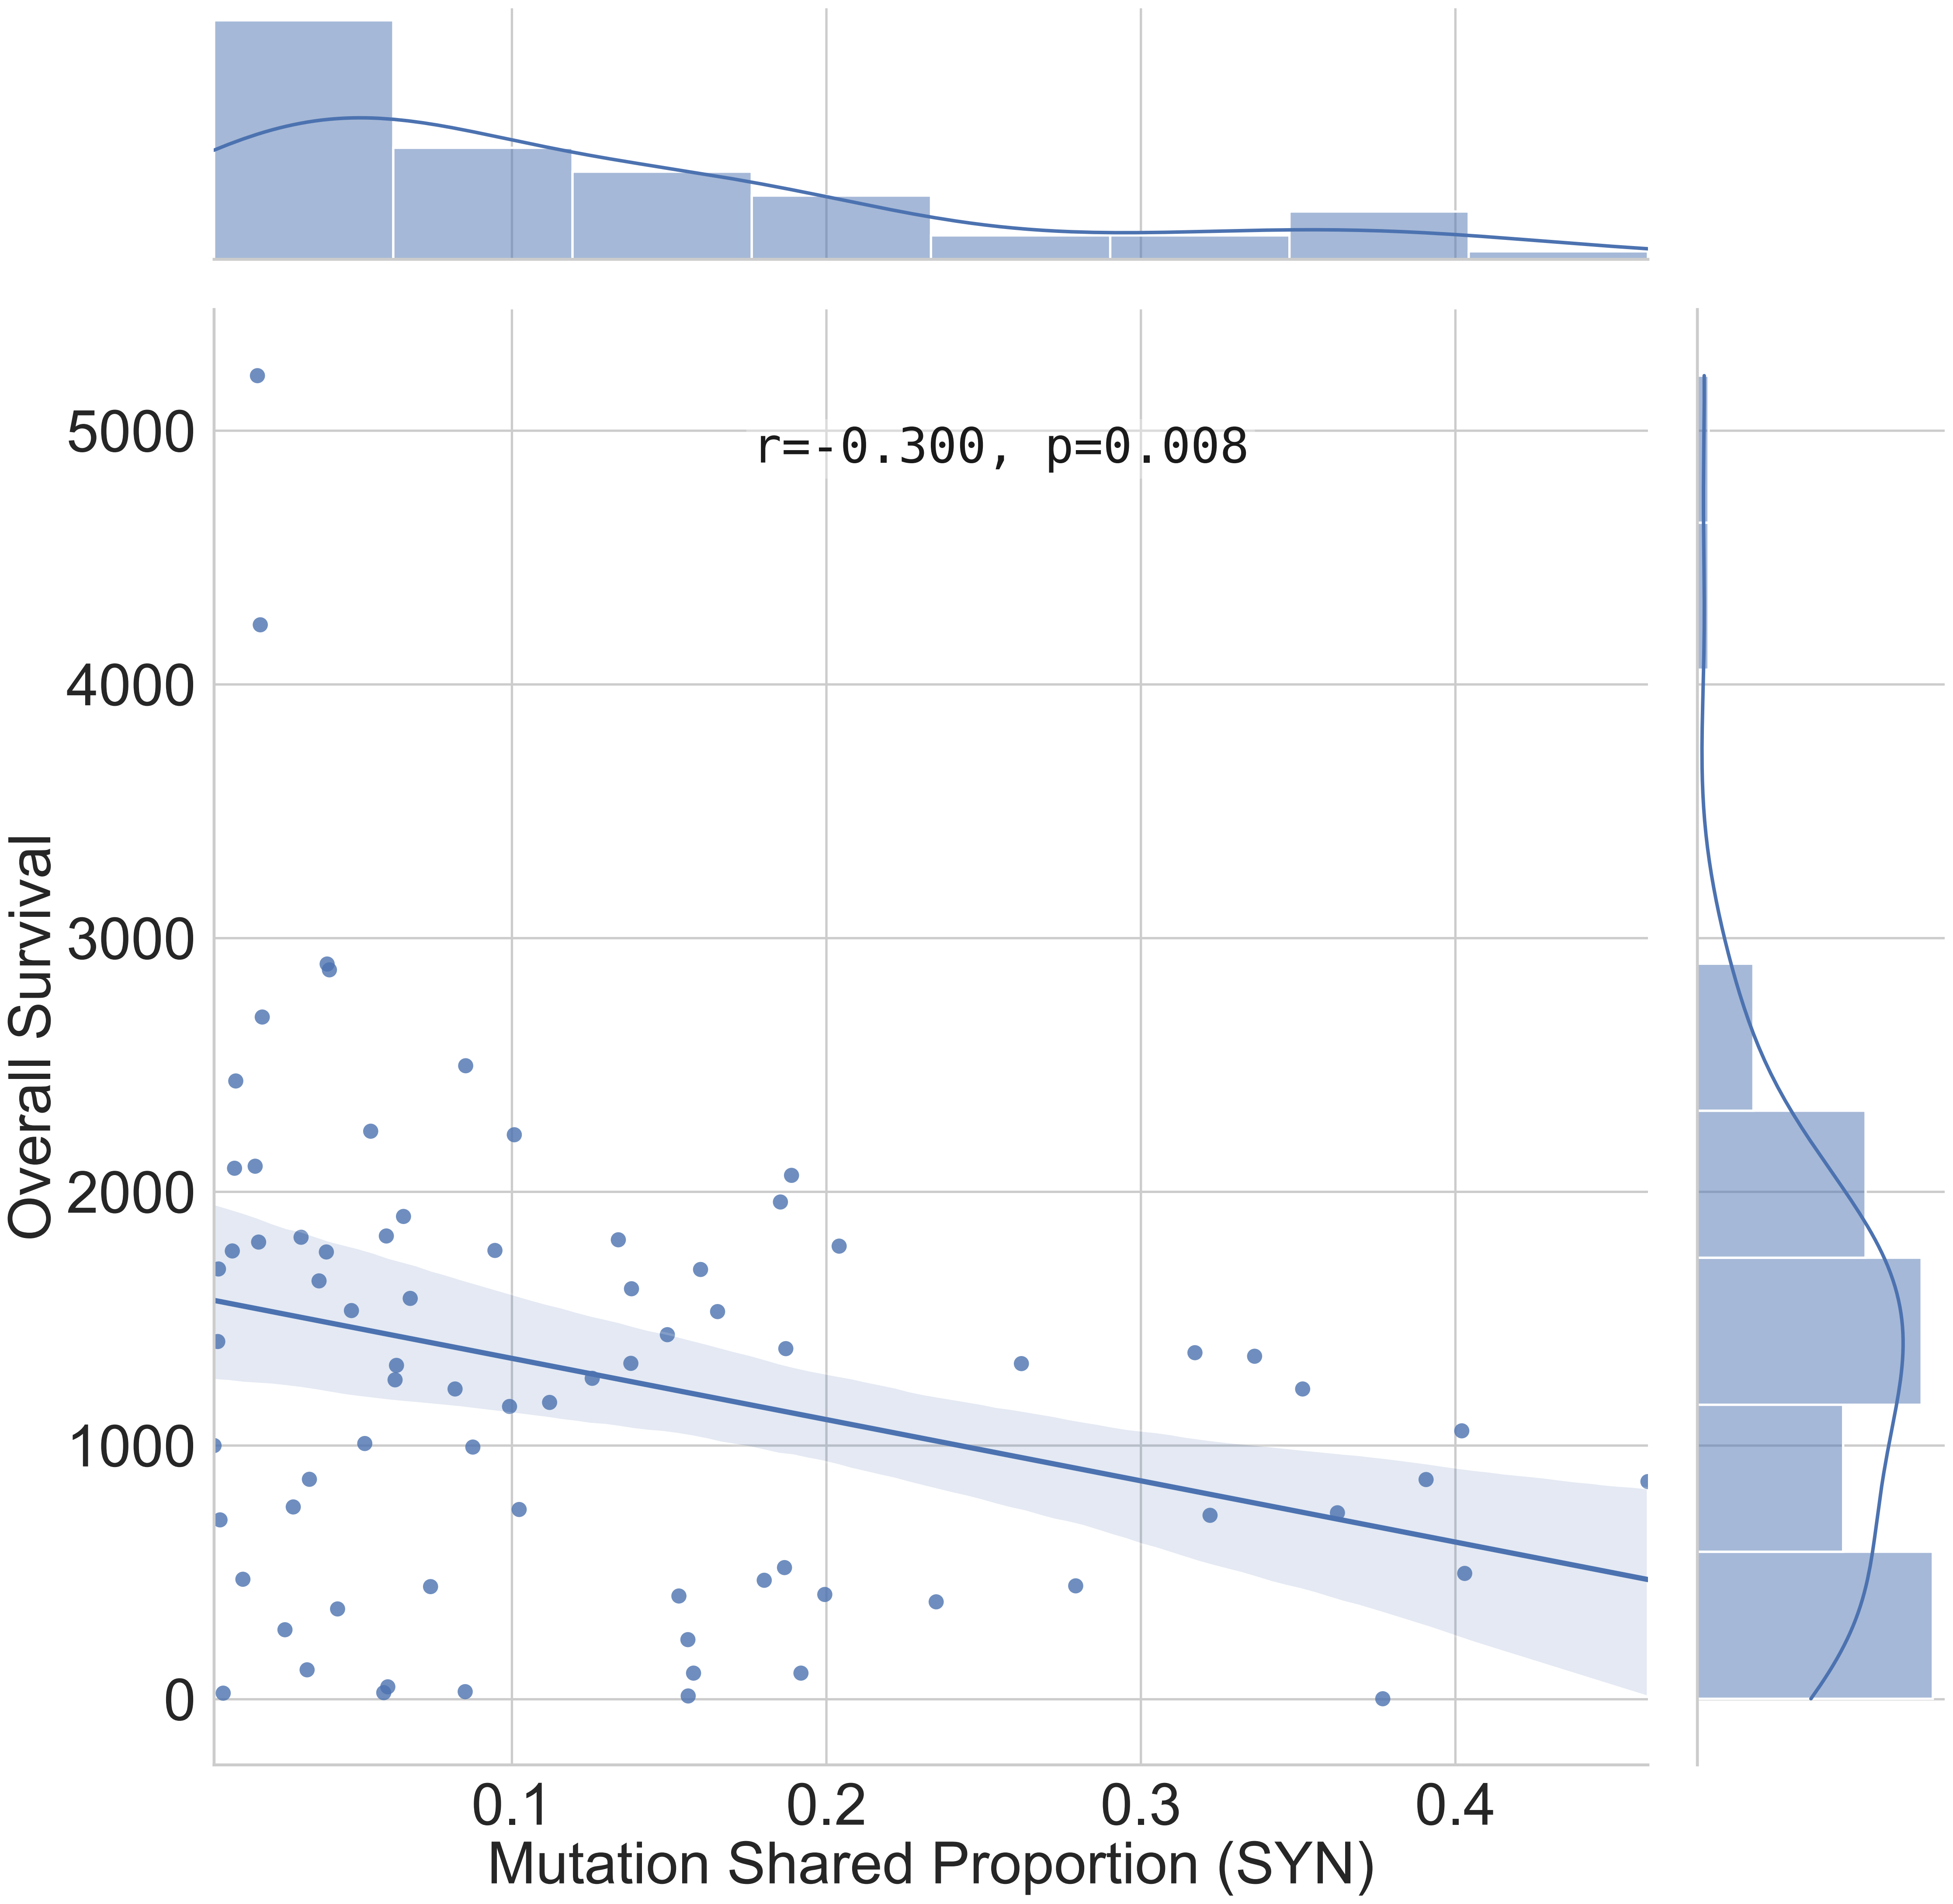 r=-0.300, p=0.008
5000
4000
3000
2000
1000
0
Overall Survival
0.1 0.2 0.3 0.4
Mutation Shared Proportion (SYN)